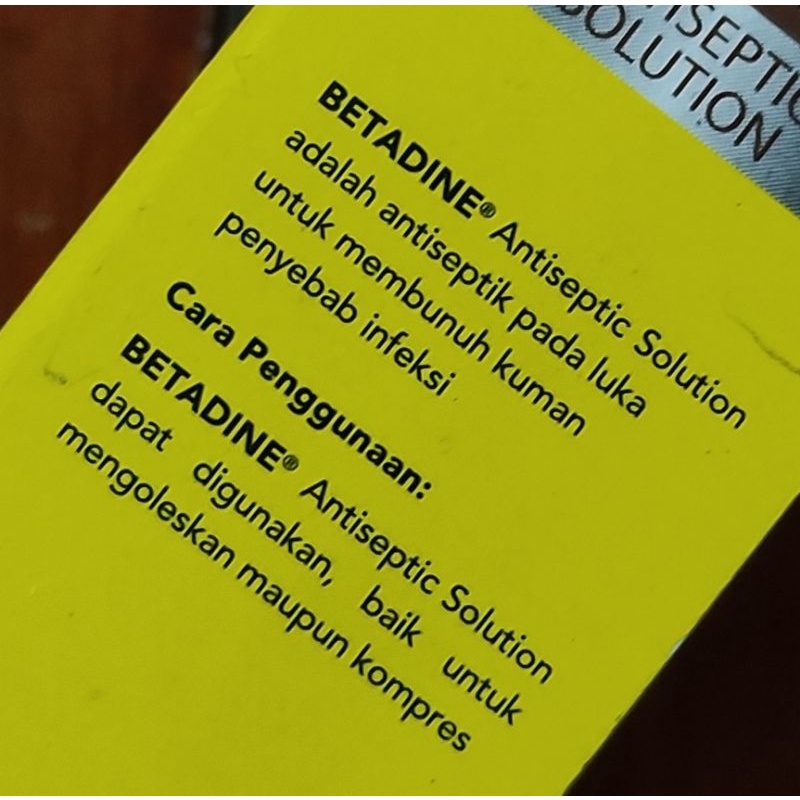 ISEPTIC
SOLUTION
BETADINE® Antiseptic Solution
adalah antiseptik pada luka
untuk membunuh kuman
penyebab infeksi
Cara Penggunaan:
BETADINE® Antiseptic Solution
dapat digunakan, baik untuk
mengoleskan maupun kompres